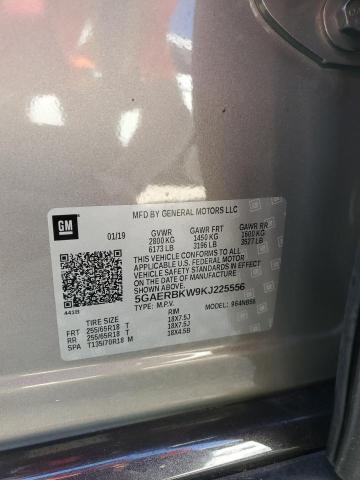 GM
MFD BY GENERAL MOTORS LLC
01/19 GVWR GAWR FRT GAWR RR
2800 KG 1450 KG 1600 KG
6173 LB 3196 LB 3527 LB
THIS VEHICLE CONFORMS TO ALL
APPLICABLE U.S. FEDERAL MOTOR
VEHICLE SAFETY AND THEFT PREVENTION
STANDARDS IN EFFECT ON THE DATE OF
MANUFACTURE SHOWN ABOVE.
5GAERBKW9KJ225556
TYPE: M.P.V. MODEL:
TIRE SIZE RIM
FRT 255/65R18 T 18X7.5J
RR 255/65R18 T 18X7.5J
SPA T135/70R18 M 18X4.5B